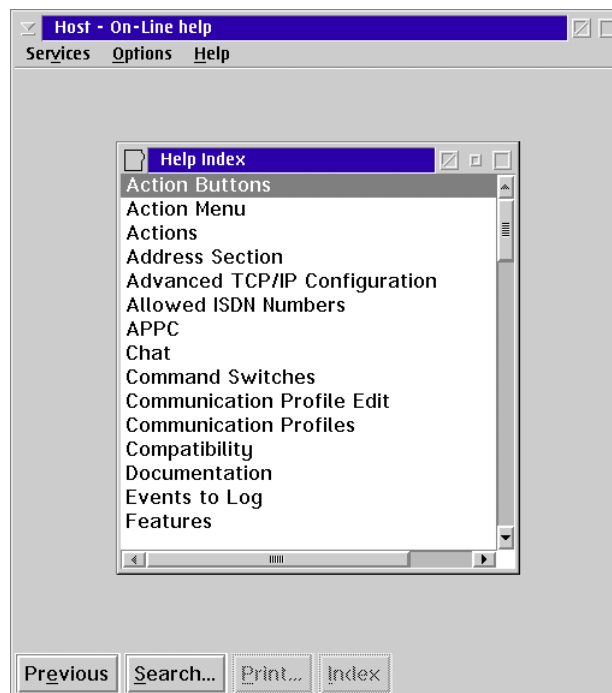 Host - On-Line help
Services Options Help
Help Index
Action Buttons
Action Menu
Actions
Address Section
Advanced TCP/IP Configuration
Allowed ISDN Numbers
APPC
Chat
Command Switches
Communication Profile Edit
Communication Profiles
Compatibility
Documentation
Events to Log
Features
Previous Search... Print... Index